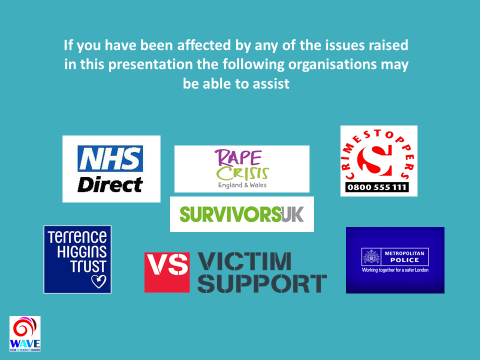 If you have been affected by any of the issues raised
in this presentation the following organisations may
be able to assist
NHS
Direct
RAPE
CRISIS
England & Wales
CRIMESTOPPERS
0800 555 111
SURVIVORSUK
TERRENCE
HIGGINS
TRUST
VS VICTIM
SUPPORT
METROPOLITAN
POLICE
Working together for a safer London
WAVE